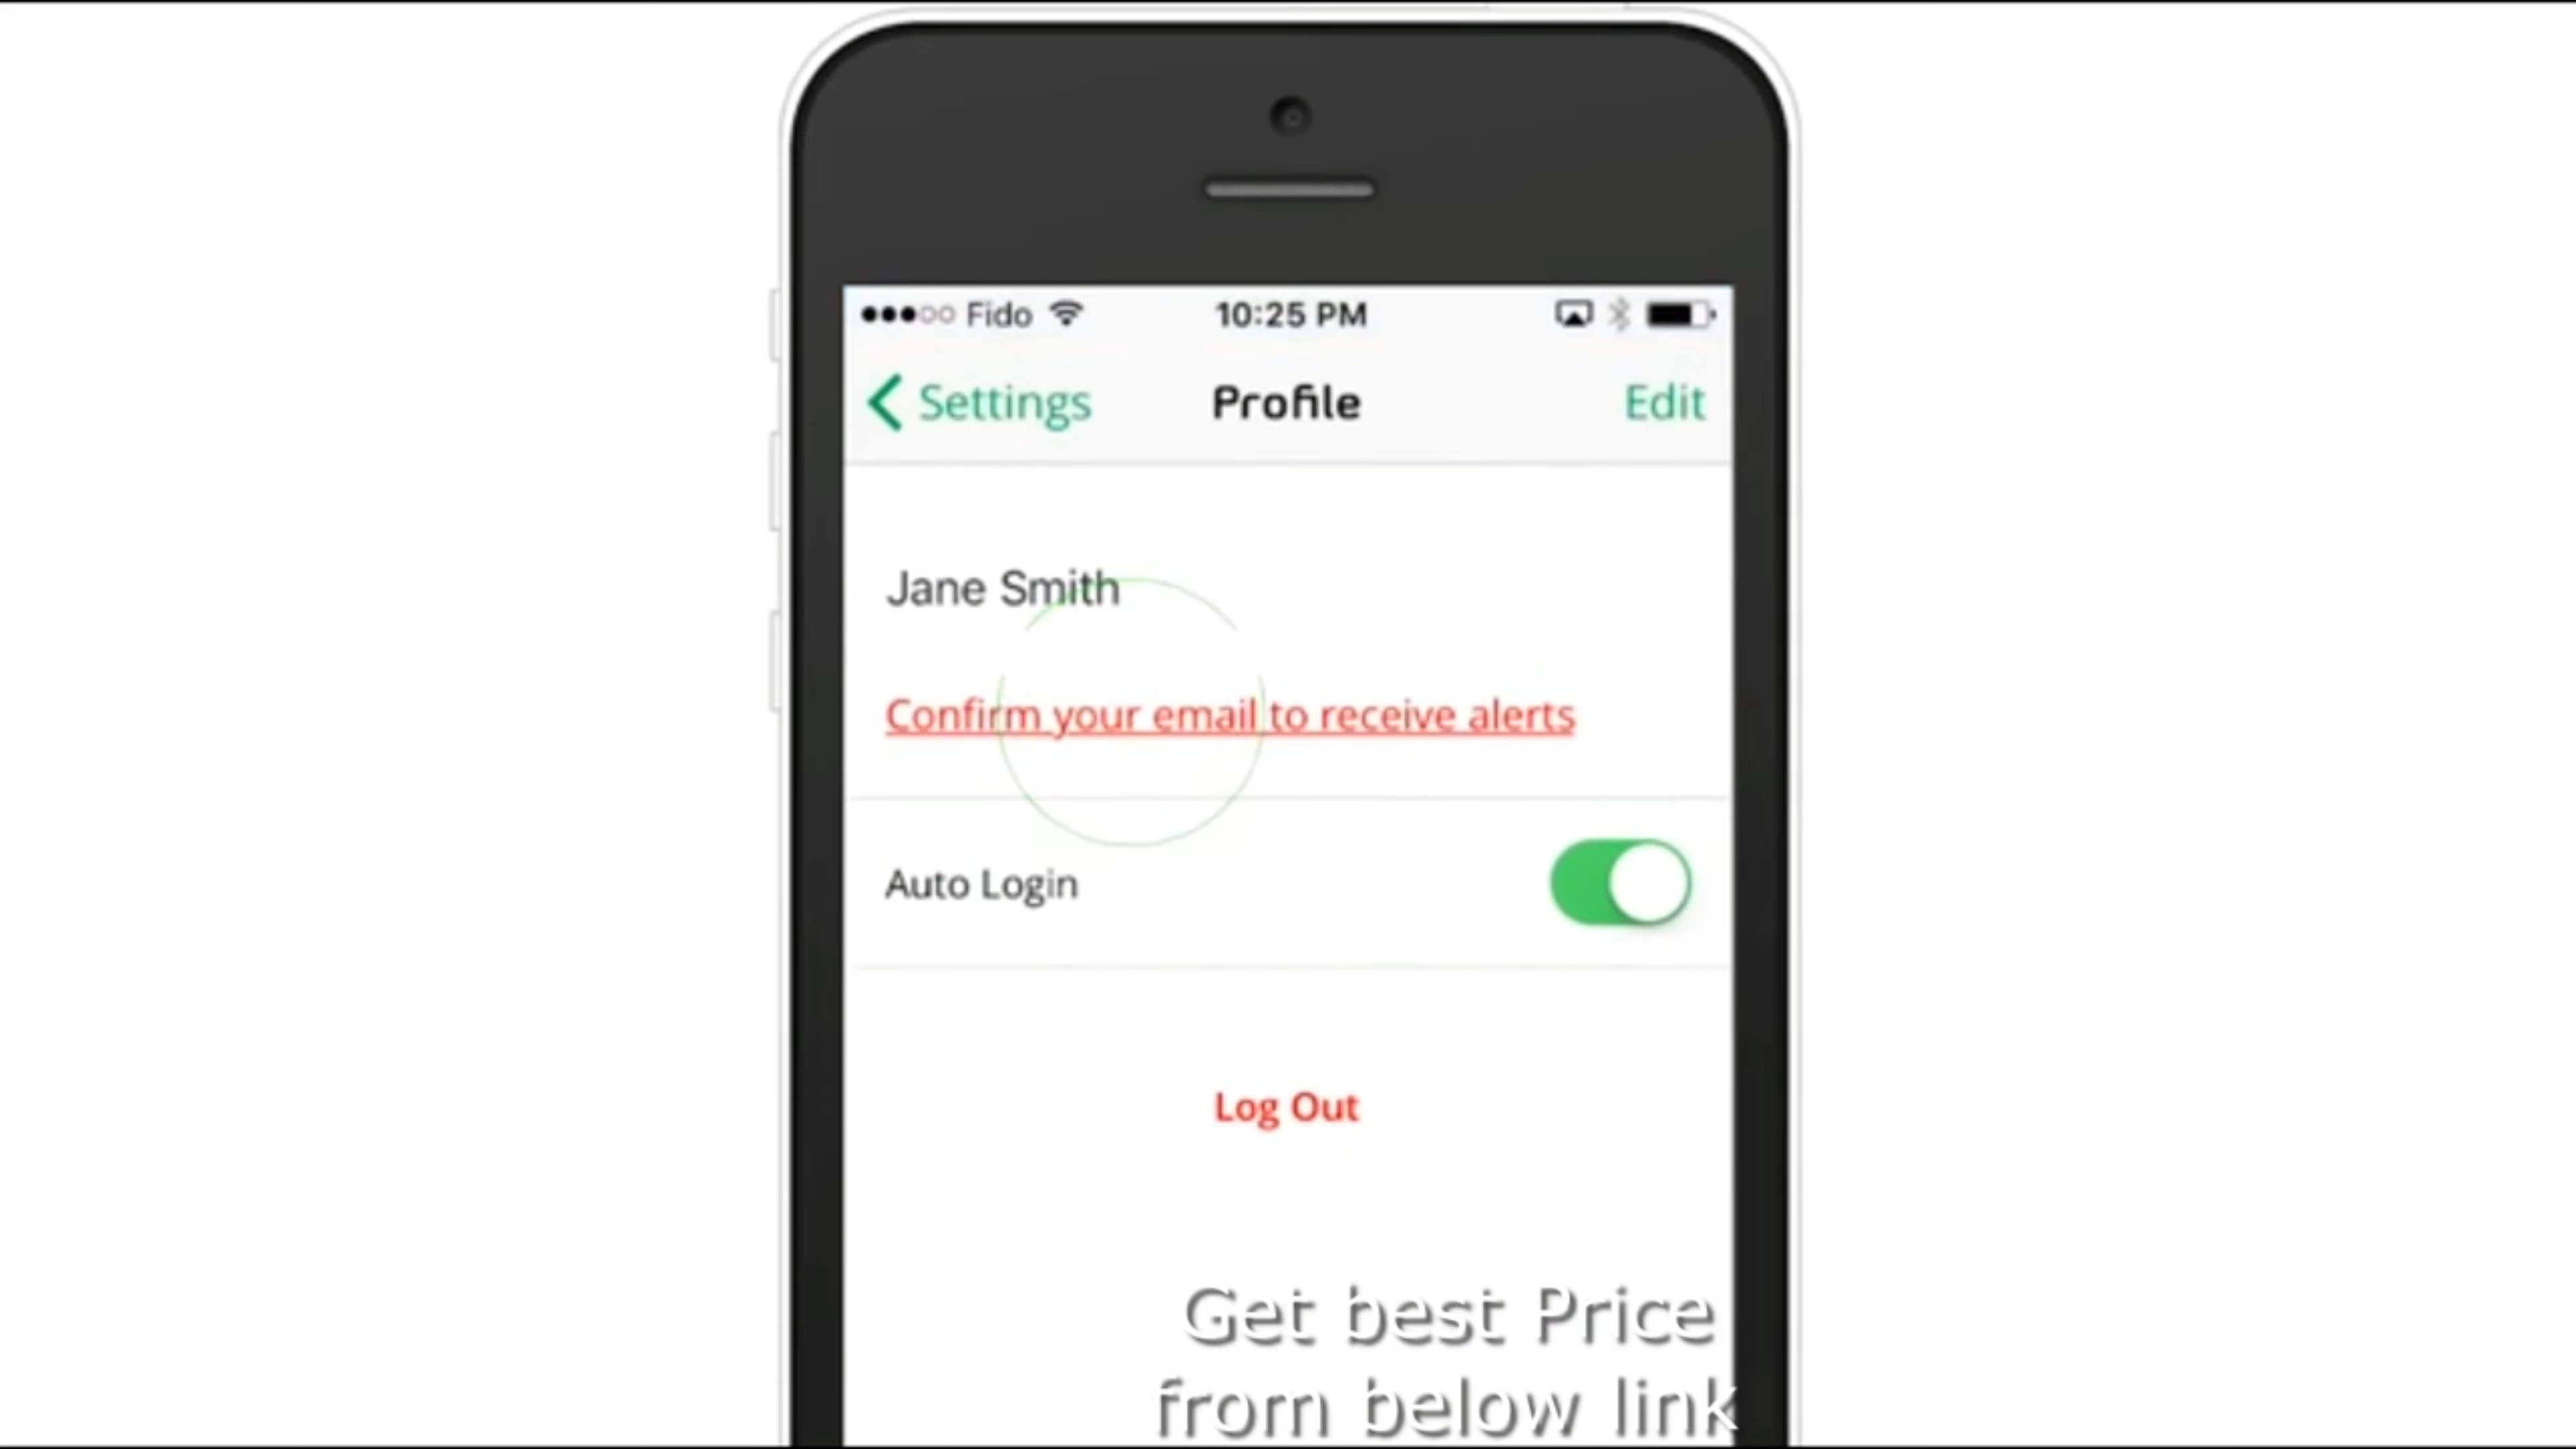 Fido 10:25 PM
Settings Profile Edit
Jane Smith
Confirm your email to receive alerts
Auto Login
Log Out
Get best Price
from below link